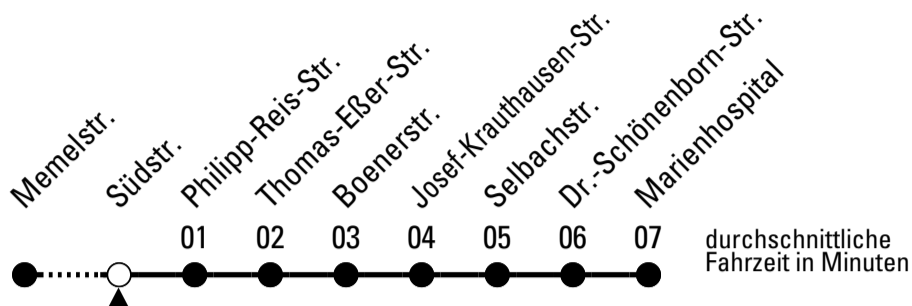 Memelstr.
Südstr.
Philipp-Reis-Str.
Thomas-Eßer-Str.
Boenerstr.
Josef-Krauthausen-Str.
Selbachstr.
Dr.-Schönenborn-Str.
Marienhospital
01 02 03 04 05 06 07
durchschnittliche
Fahrzeit in Minuten